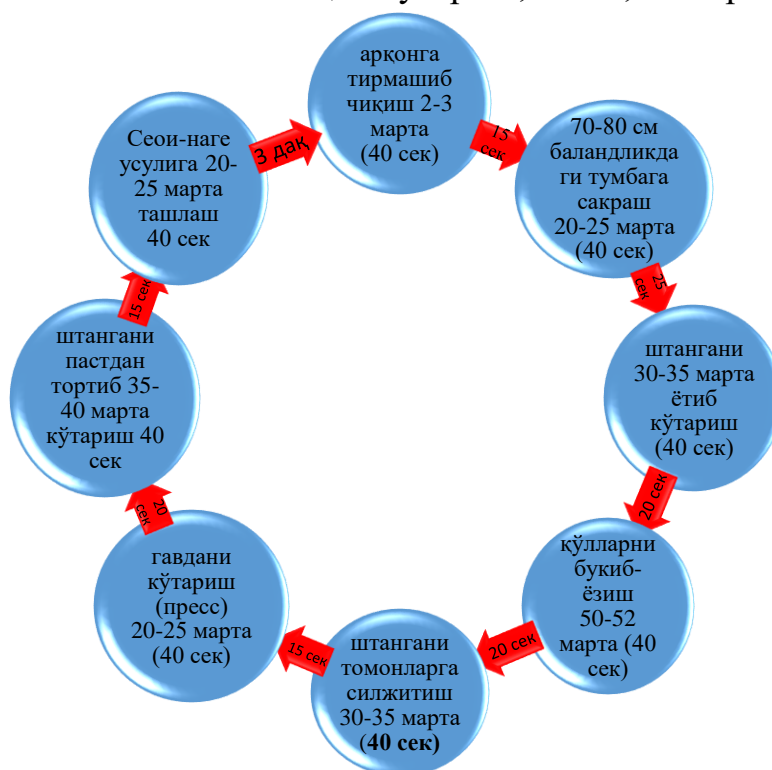 арқонга
тирмашиб
чиқиш 2-3
марта
(40 сек)
15
сек
70-80 см
баландликда
ги тумбага
сакраш
20-25 марта
(40 сек)
25
сек
штангани
30-35 марта
ётиб
кўтариш
(40 сек)
20 сек
қўлларни
букиб-
ёзиш
50-52
марта (40
сек)
20 сек
штангани
томонларга
силжитиш
30-35 марта
(40 сек)
15 сек
гавдани
кўтариш
(пресс)
20-25 марта
(40 сек)
20
сек
штангани
пастдан
тортиб 35-
40 марта
кўтариш 40
сек
15 сек
Сеои-наге
усулига 20-
25 марта
ташлаш
40 сек
3 дақ